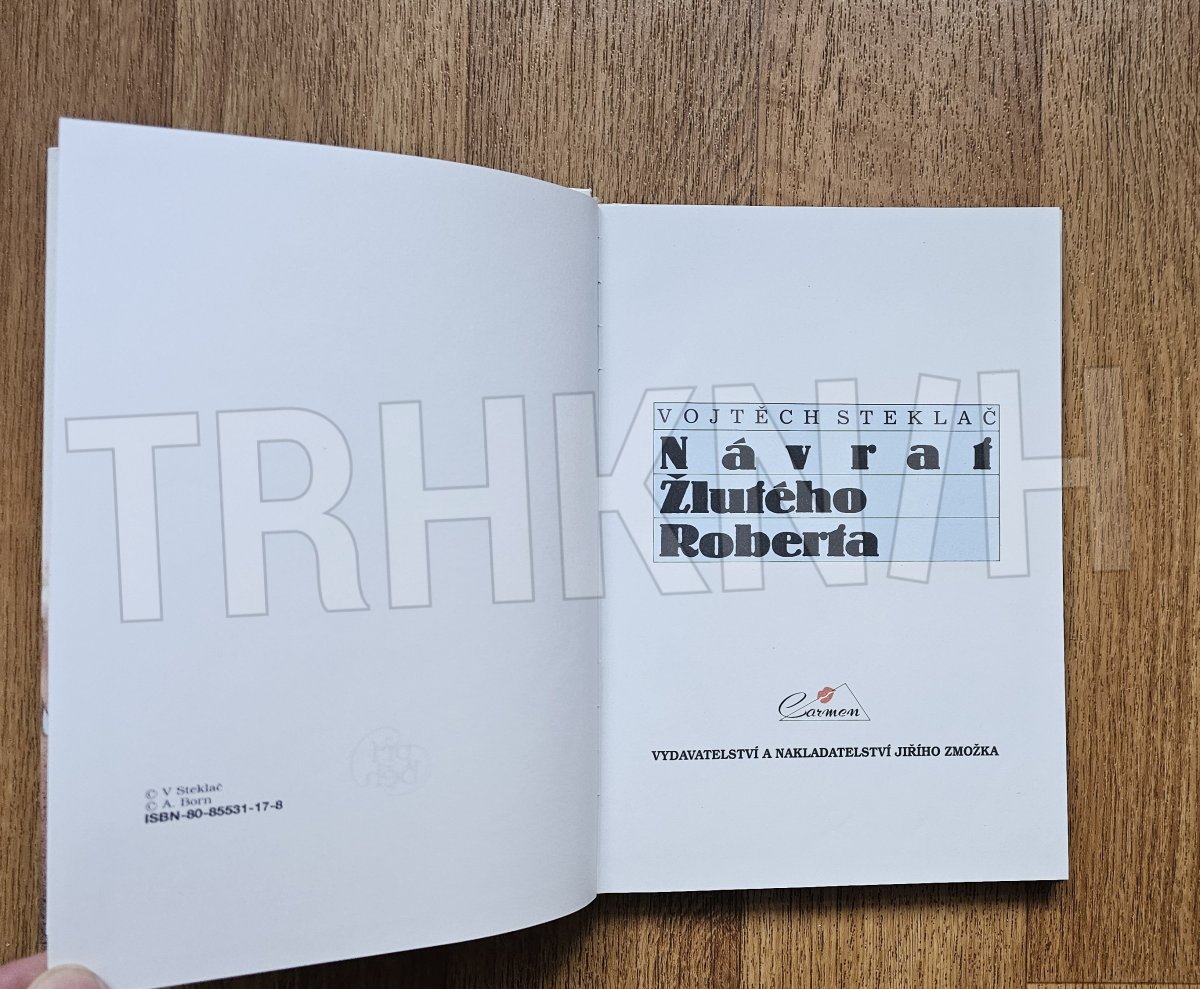 © V Steklač
© A. Born
ISBN-80-85531-17-8
VOJTĚCH STEKLAČ
Návrat
Žlutého
Roberta
Carmen
VYDAVATELSTVÍ A NAKLADATELSTVÍ JIŘÍHO ZMOŽKA
TRHKNIH